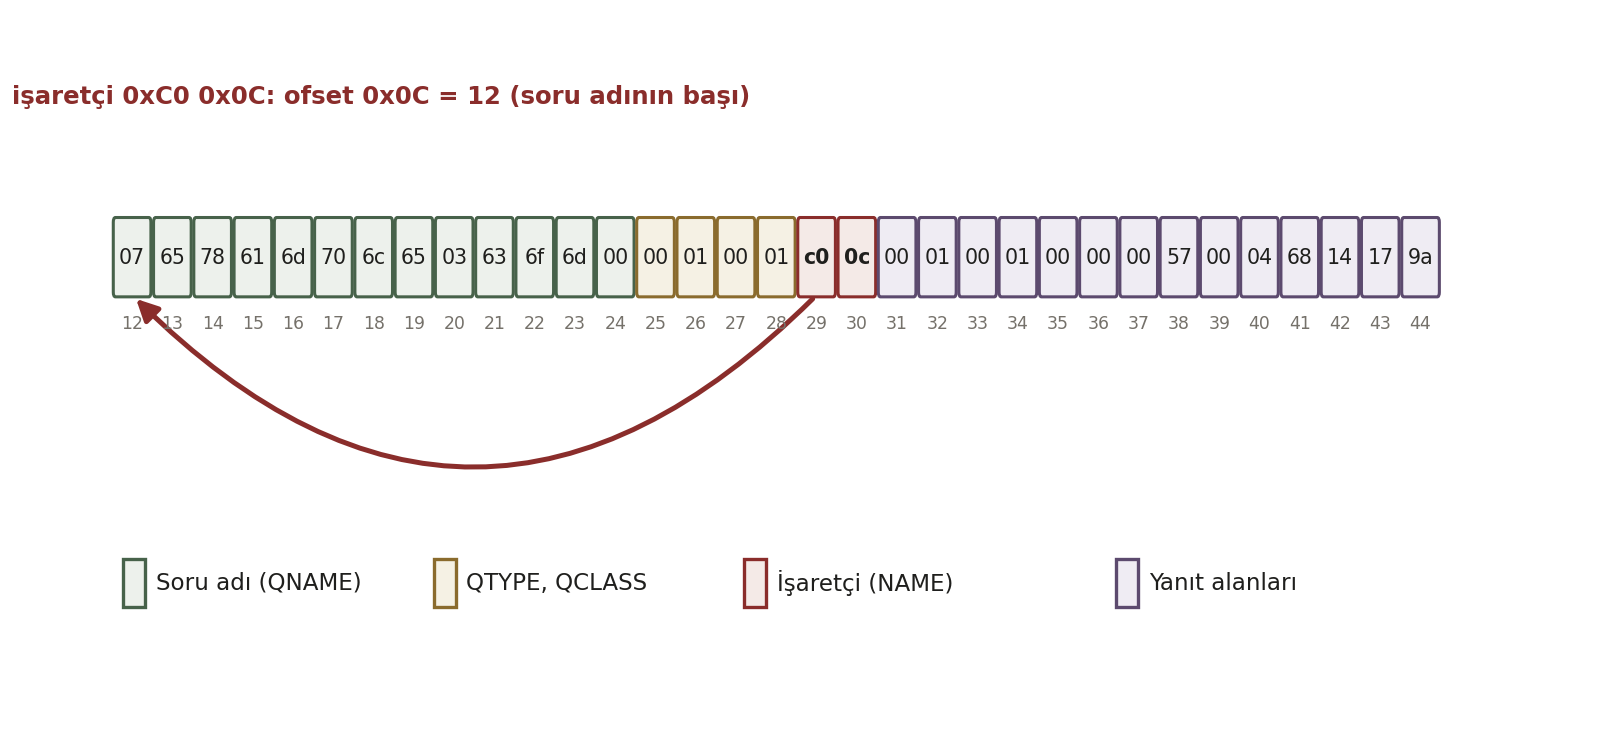 işaretçi 0xC0 0x0C: ofset 0x0C = 12 (soru adının başı)
07 65 78 61 6d 70 6c 65 03 63 6f 6d 00 00 01 00 01 c0 0c 00 01 00 01 00 00 00 57 00 04 68 14 17 9a
12 13 14 15 16 17 18 19 20 21 22 23 24 25 26 27 28 29 30 31 32 33 34 35 36 37 38 39 40 41 42 43 44
Soru adı (QNAME) QTYPE, QCLASS İşaretçi (NAME) Yanıt alanları